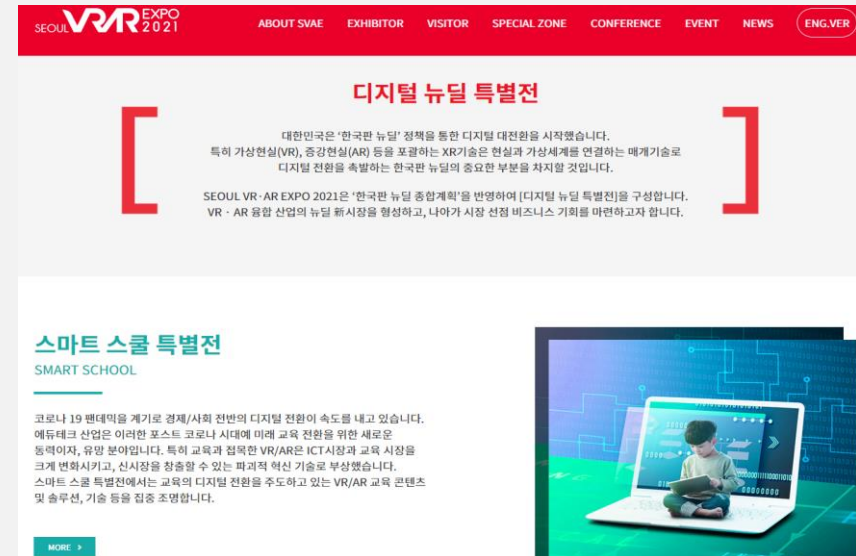 SEOUL VR/AR EXPO 2021
ABOUT SVAE EXHIBITOR VISITOR SPECIAL ZONE CONFERENCE EVENT NEWS ENG.VER
디지털 뉴딜 특별전
대한민국은 ‘한국판 뉴딜’ 정책을 통한 디지털 대전환을 시작했습니다.
특히 가상현실(VR), 증강현실(AR) 등을 포괄하는 XR기술은 현실과 가상세계를 연결하는 매개기술로
디지털 전환을 촉발하는 한국판 뉴딜의 중요한 부분을 차지할 것입니다.
SEOUL VR·AR EXPO 2021은 ‘한국판 뉴딜 종합계획’을 반영하여 [디지털 뉴딜 특별전]을 구성합니다.
VR · AR 융합 산업의 뉴딜 新시장을 형성하고, 나아가 시장 선점 비즈니스 기회를 마련하고자 합니다.
스마트 스쿨 특별전
SMART SCHOOL
코로나 19 팬데믹을 계기로 경제/사회 전반의 디지털 전환이 속도를 내고 있습니다.
에듀테크 산업은 이러한 포스트 코로나 시대에 미래 교육 전환을 위한 새로운
동력이자, 유망 분야입니다. 특히 교육과 접목한 VR/AR은 ICT시장과 교육 시장을
크게 변화시키고, 신시장을 창출할 수 있는 파괴적 혁신 기술로 부상했습니다.
스마트 스쿨 특별전에서는 교육의 디지털 전환을 주도하고 있는 VR/AR 교육 콘텐츠
및 솔루션, 기술 등을 집중 조명합니다.
MORE >